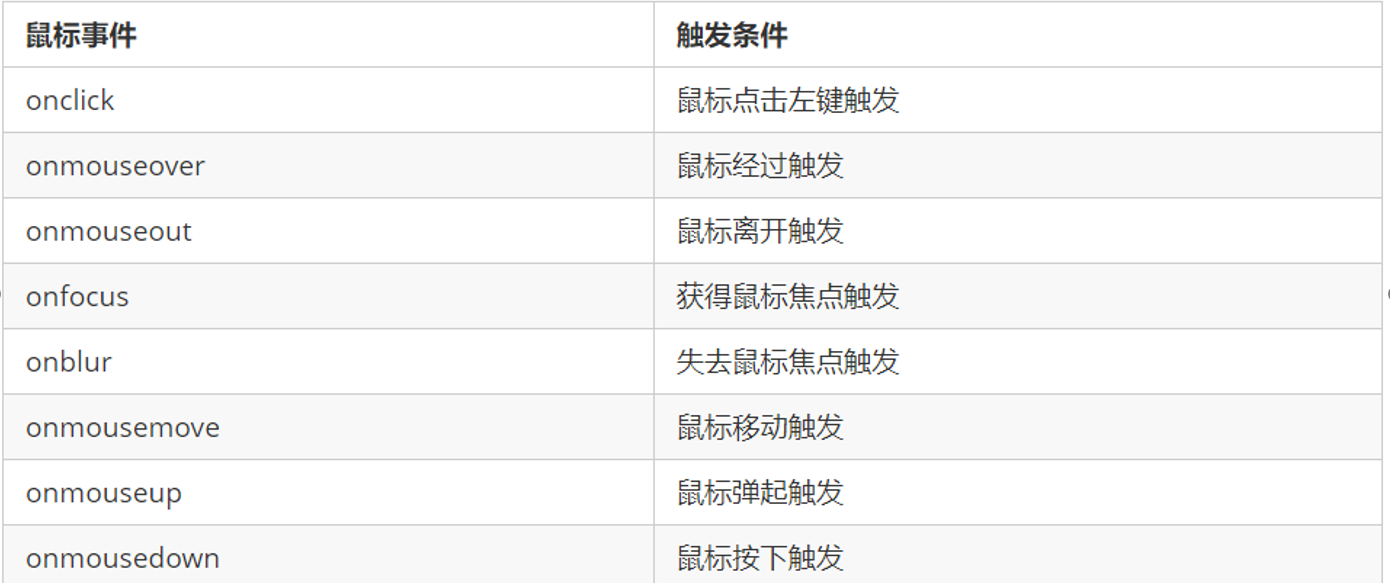 鼠标事件 触发条件
onclick 鼠标点击左键触发
onmouseover 鼠标经过触发
onmouseout 鼠标离开触发
onfocus 获得鼠标焦点触发
onblur 失去鼠标焦点触发
onmousemove 鼠标移动触发
onmouseup 鼠标弹起触发
onmousedown 鼠标按下触发